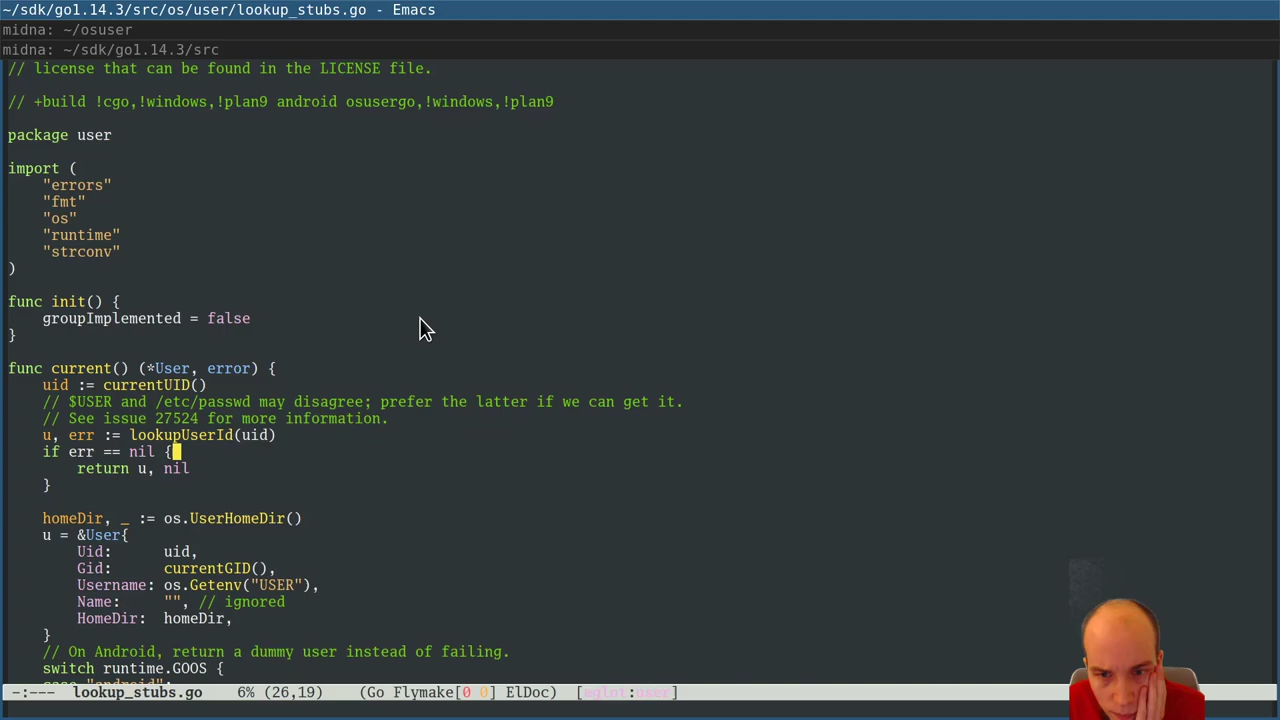 ~/sdk/go1.14.3/src/os/user/lookup_stubs.go - Emacs
midna: ~/osuser
midna: ~/sdk/go1.14.3/src
// license that can be found in the LICENSE file.
// +build !cgo,!windows,!plan9 android osusergo,!windows,!plan9
package user
import (
"errors"
"fmt"
"os"
"runtime"
"strconv"
)
func init() {
groupImplemented = false
}
func current() (*User, error) {
uid := currentUID()
// $USER and /etc/passwd may disagree; prefer the latter if we can get it.
// See issue 27524 for more information.
u, err := lookupUserId(uid)
if err == nil {
return u, nil
}
homeDir, _ := os.UserHomeDir()
u = &User{
Uid:      uid,
Gid:      currentGID(),
Username: os.Getenv("USER"),
Name:     "", // ignored
HomeDir:  homeDir,
}
// On Android, return a dummy user instead of failing.
switch runtime.GOOS {
case "android":
-:---  lookup_stubs.go    6% (26,19)    (Go Flymake[0 0] ElDoc)  [eglot:user]